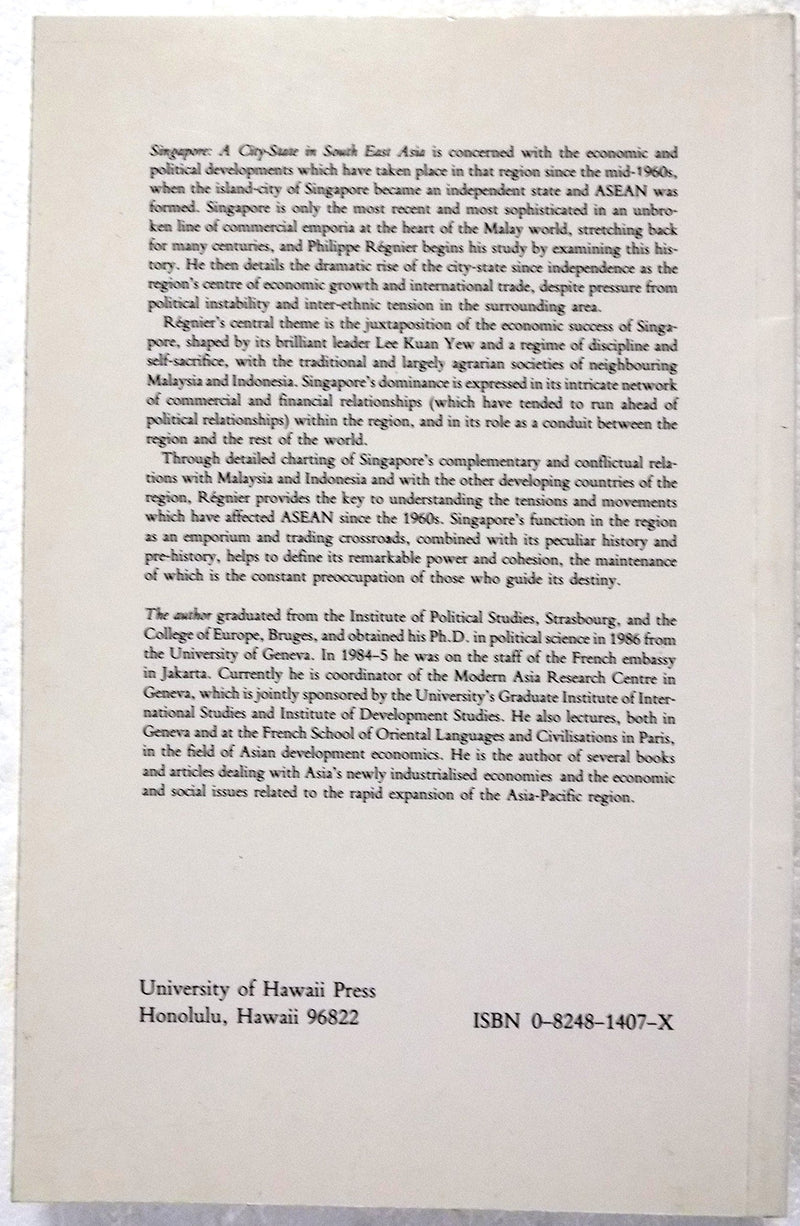 Singapore: A City-State in South East Asia is concerned with the economic and
political developments which have taken place in that region since the mid-1960s,
when the island-city of Singapore became an independent state and ASEAN was
formed. Singapore is only the most recent and most sophisticated in an unbro-
ken line of commercial emporia at the heart of the Malay world, stretching back
for many centuries, and Philippe Régnier begins his study by examining this his-
tory. He then details the dramatic rise of the city-state since independence as the
region's centre of economic growth and international trade, despite pressure from
political instability and inter-ethnic tension in the surrounding area.
Régnier's central theme is the juxtaposition of the economic success of Singa-
pore, shaped by its brilliant leader Lee Kuan Yew and a regime of discipline and
self-sacrifice, with the traditional and largely agrarian societies of neighbouring
Malaysia and Indonesia. Singapore's dominance is expressed in its intricate network
of commercial and financial relationships (which have tended to run ahead of
political relationships) within the region, and in its role as a conduit between the
region and the rest of the world.
Through detailed charting of Singapore's complementary and conflictual rela-
tions with Malaysia and Indonesia and with the other developing countries of the
region, Régnier provides the key to understanding the tensions and movements
which have affected ASEAN since the 1960s. Singapore's function in the region
as an emporium and trading crossroads, combined with its peculiar history and
pre-history, helps to define its remarkable power and cohesion, the maintenance
of which is the constant preoccupation of those who guide its destiny.
The author graduated from the Institute of Political Studies, Strasbourg, and the
College of Europe, Bruges, and obtained his Ph.D. in political science in 1986 from
the University of Geneva. In 1984–5 he was on the staff of the French embassy
in Jakarta. Currently he is coordinator of the Modern Asia Research Centre in
Geneva, which is jointly sponsored by the University's Graduate Institute of Inter-
national Studies and Institute of Development Studies. He also lectures, both in
Geneva and at the French School of Oriental Languages and Civilisations in Paris,
in the field of Asian development economics. He is the author of several books
and articles dealing with Asia's newly industrialised economies and the economic
and social issues related to the rapid expansion of the Asia-Pacific region.
University of Hawaii Press
Honolulu, Hawaii 96822
ISBN 0–8248–1407–X